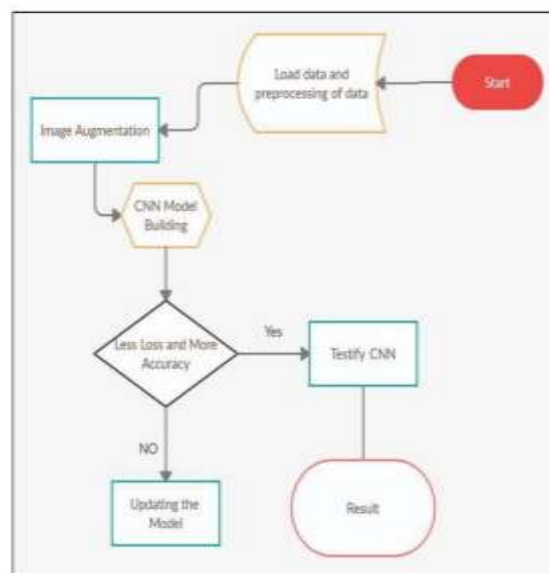 Start
Load data and
preprocessing of data
Image Augmentation
CNN Model
Building
Less Loss and More
Accuracy
Yes
Testify CNN
NO
Updating the
Model
Result